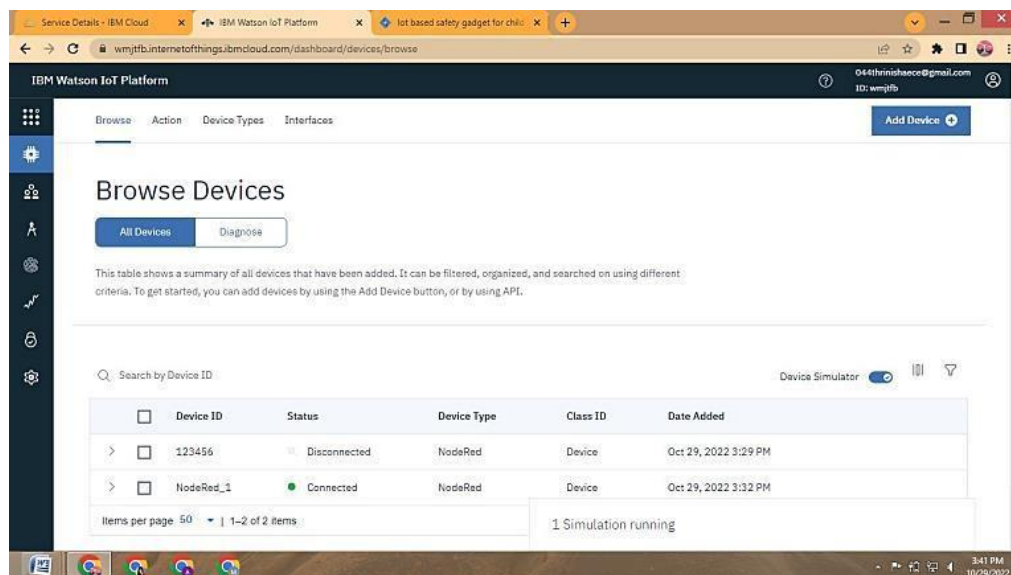 Service Details - IBM Cloud
IBM Watson IoT Platform
Iot based safety gadget for child
wmjtfb.internetofthings.ibmcloud.com/dashboard/devices/browse
IBM Watson IoT Platform
044thrinishaece@gmail.com
ID: wmjtfb
Browse Action Device Types Interfaces
Add Device
Browse Devices
All Devices Diagnose
This table shows a summary of all devices that have been added. It can be filtered, organized, and searched on using different
criteria. To get started, you can add devices by using the Add Device button, or by using API.
Search by Device ID
Device Simulator
Device ID Status Device Type Class ID Date Added
123456 Disconnected NodeRed Device Oct 29, 2022 3:29 PM
NodeRed_1 Connected NodeRed Device Oct 29, 2022 3:32 PM
Items per page 50 | 1–2 of 2 items
1 Simulation running
3:41 PM
10/29/2022